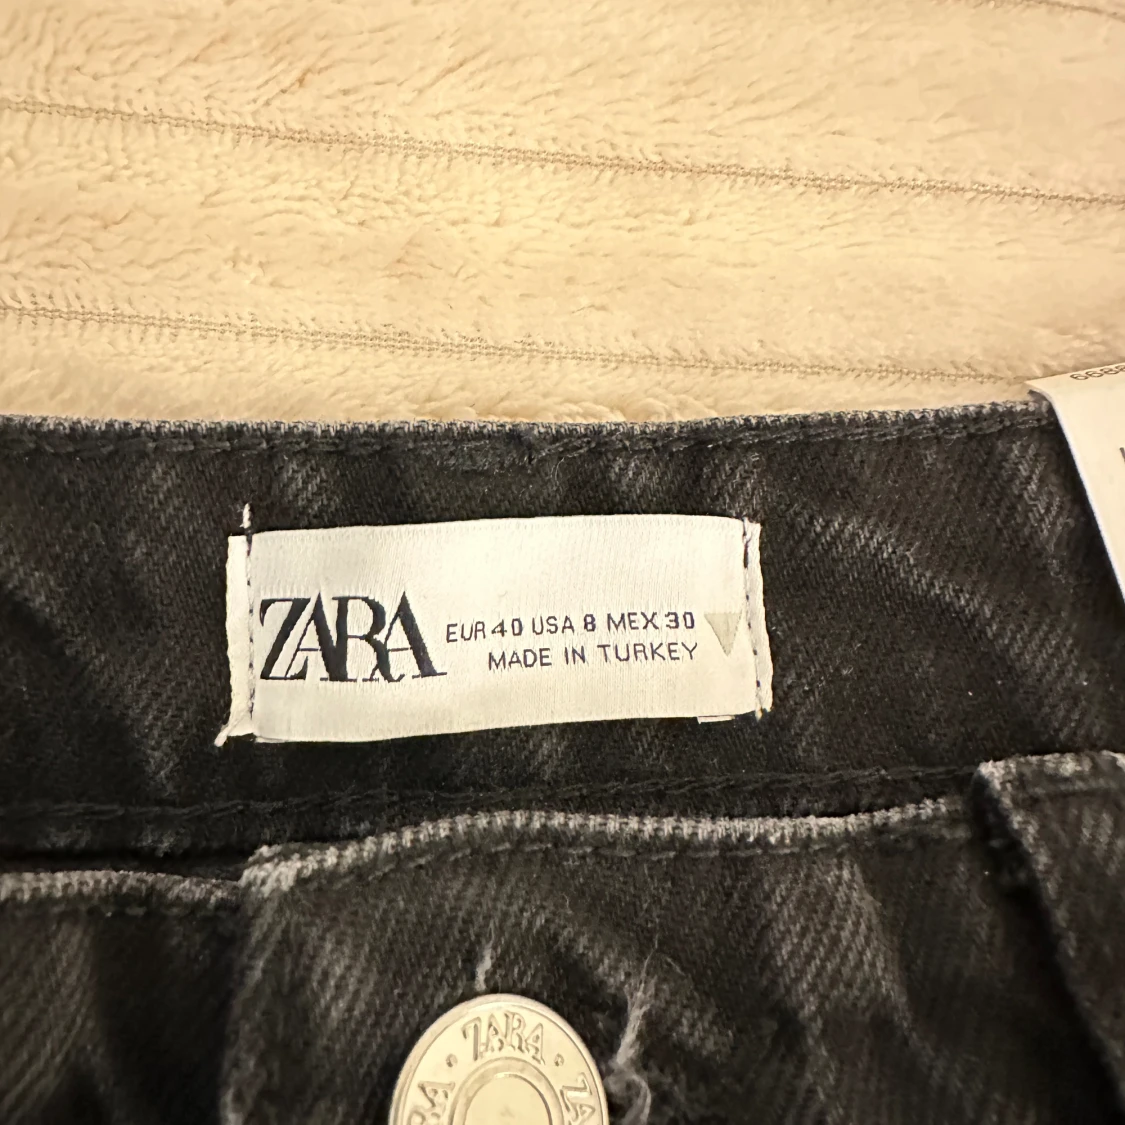 ZARA
EUR 40 USA 8 MEX 30
MADE IN TURKEY
ZARA